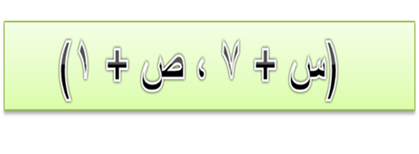 (س + ٧ ، ص + ١)